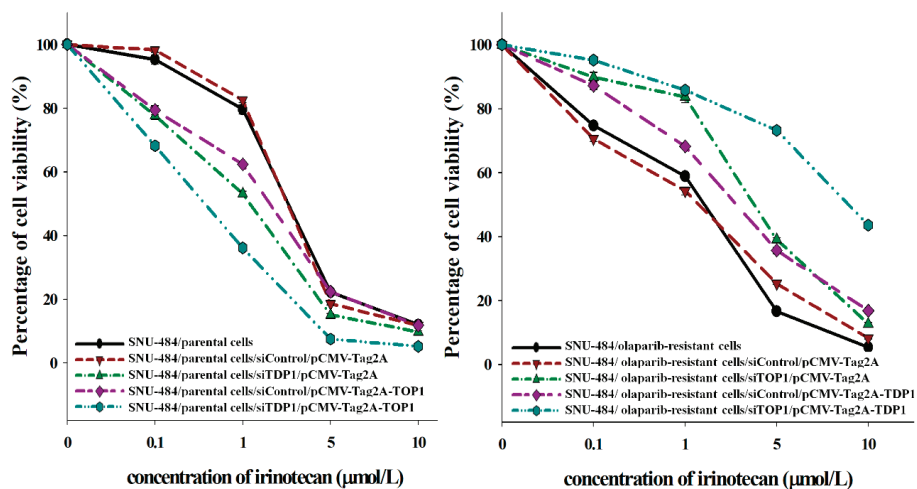 Percentage of cell viability (%)
100
80
60
40
20
0
SNU-484/parental cells
SNU-484/parental cells/siControl/pCMV-Tag2A
SNU-484/parental cells/siTDP1/pCMV-Tag2A
SNU-484/parental cells/siControl/pCMV-Tag2A-TOP1
SNU-484/parental cells/siTDP1/pCMV-Tag2A-TOP1
0 0.1 1 5 10
concentration of irinotecan (μmol/L)
Percentage of cell viability (%)
100
80
60
40
20
0
SNU-484/olaparib-resistant cells
SNU-484/ olaparib-resistant cells/siControl/pCMV-Tag2A
SNU-484/ olaparib-resistant cells/siTOP1/pCMV-Tag2A
SNU-484/ olaparib-resistant cells/siControl/pCMV-Tag2A-TDP1
SNU-484/ olaparib-resistant cells/siTOP1/pCMV-Tag2A-TDP1
0 0.1 1 5 10
concentration of irinotecan (μmol/L)